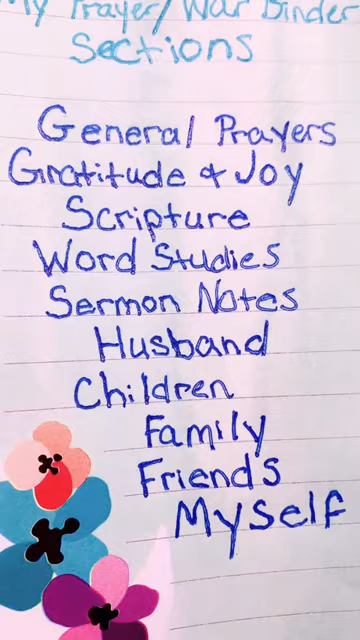 My Prayer/War Binder
Sections
General Prayers
Gratitude & Joy
Scripture
Word Studies
Sermon Notes
Husband
Children
Family
Friends
Myself